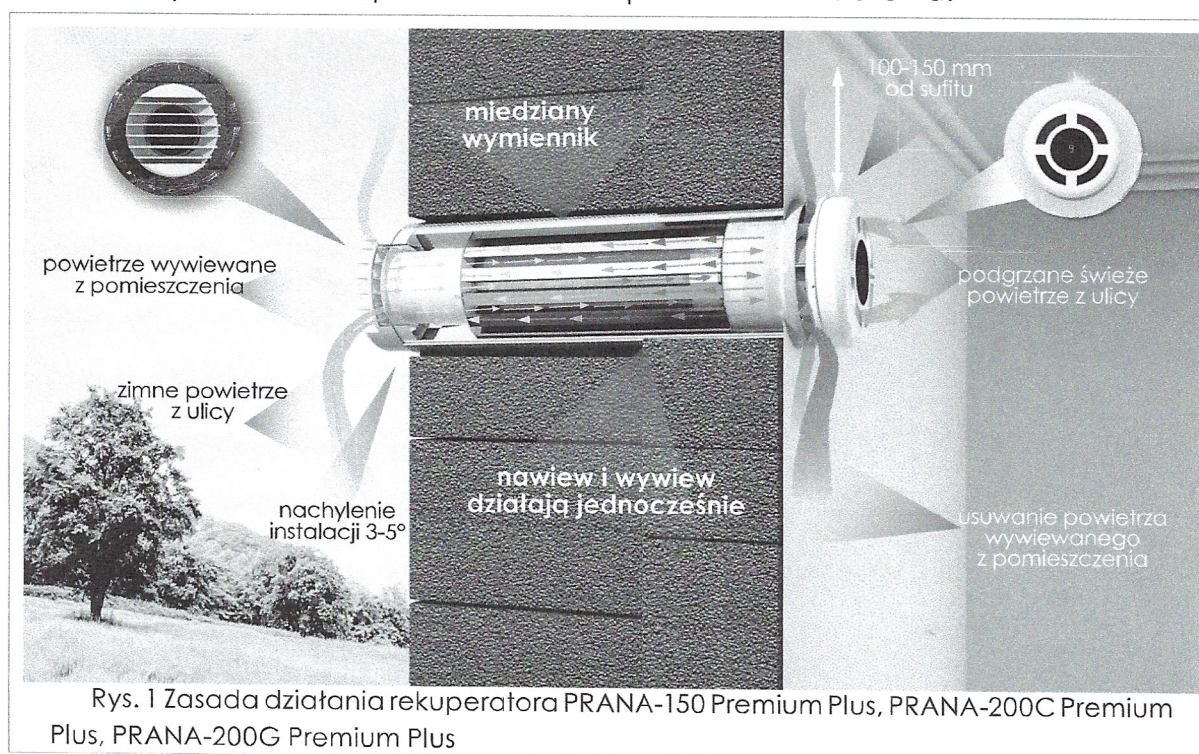 100-150 mm
od sufitu
miedziany
wymiennik
powietrze wywiewane
z pomieszczenia
podgrzane świeże
powietrze z ulicy
zimne powietrze
z ulicy
nawiew i wywiew
działają jednocześnie
nachylenie
instalacji 3-5°
usuwanie powietrza
wywiewanego
z pomieszczenia
Rys. 1 Zasada działania rekuperatora PRANA-150 Premium Plus, PRANA-200C Premium
Plus, PRANA-200G Premium Plus